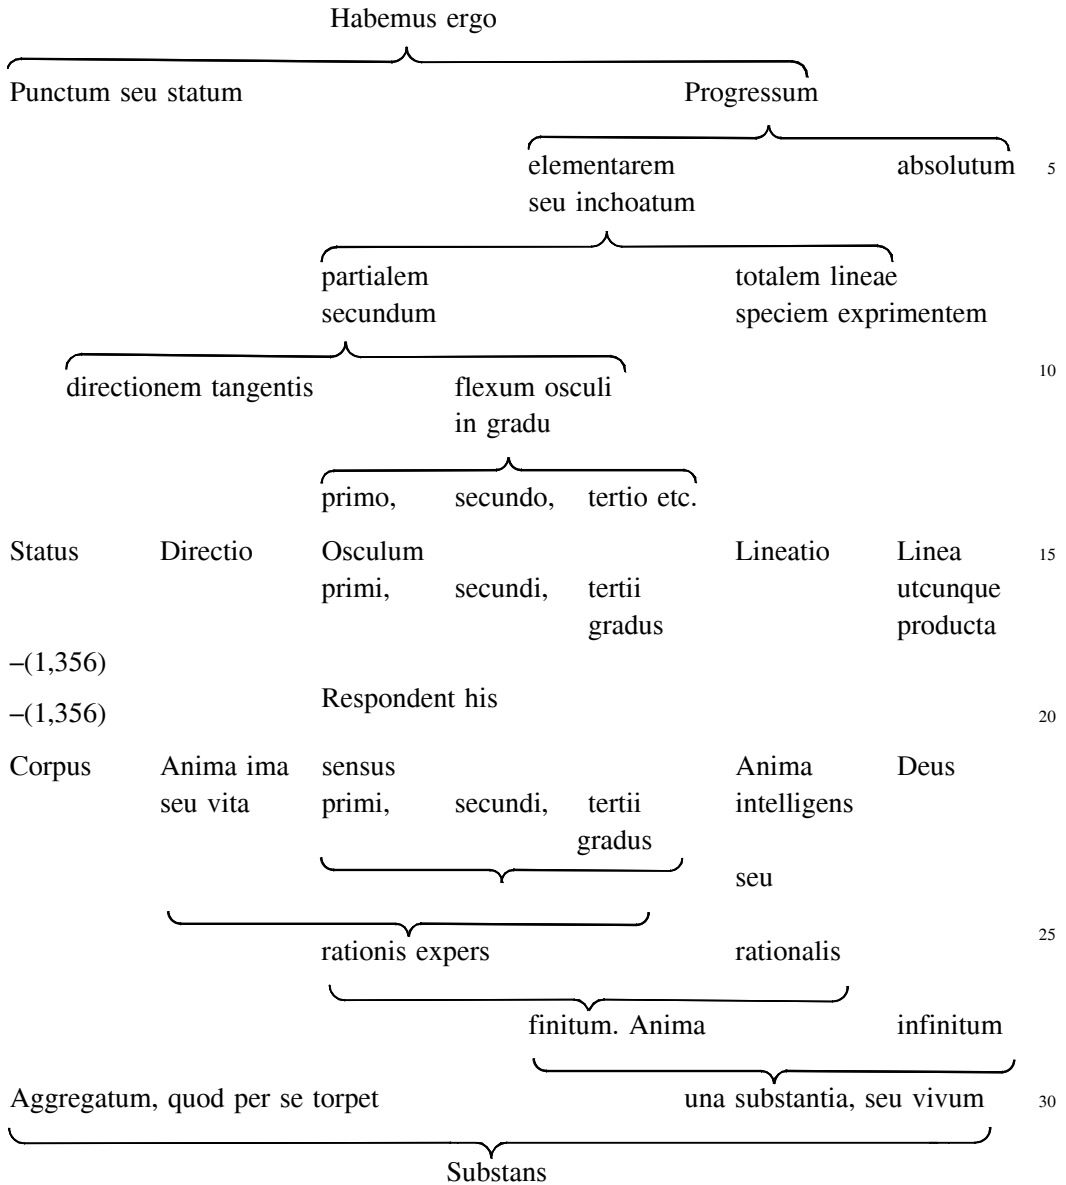 Habemus ergo
Punctum seu statum Progressum
elementarem absolutum 5
seu inchoatum
partialem totalem lineae
secundum speciem exprimentem
10
directionem tangentis flexum osculi
in gradu
primo, secundo, tertio etc.
Status Directio Osculum Lineatio Linea 15
primi, secundi, tertii utcunque
gradus producta
–(1,356)
Respondent his
–(1,356) 20
Corpus Anima ima sensus Anima Deus
seu vita primi, secundi, tertii intelligens
gradus
seu
25
rationis expers rationalis
finitum. Anima infinitum
Aggregatum, quod per se torpet una substantia, seu vivum 30
Substans